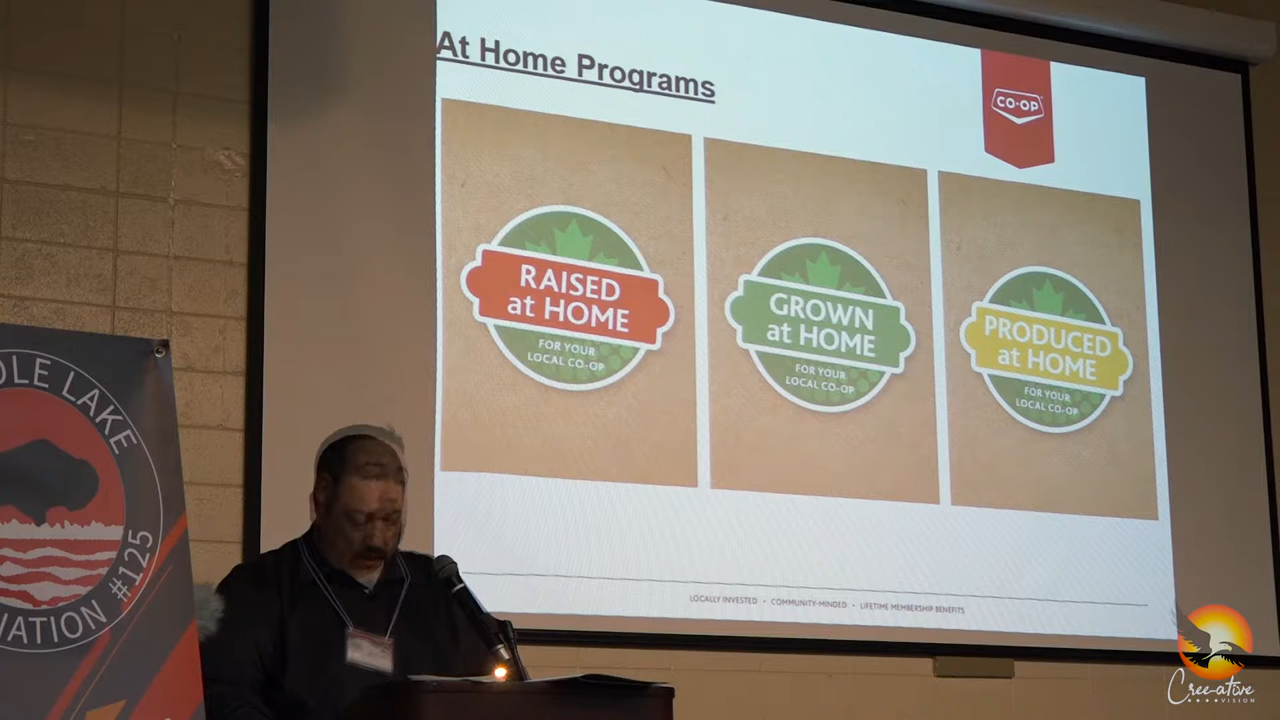 At Home Programs
CO-OP
RAISED
at HOME
FOR YOUR
LOCAL CO-OP
GROWN
at HOME
FOR YOUR
LOCAL CO-OP
PRODUCED
at HOME
FOR YOUR
LOCAL CO-OP
LOCALLY INVESTED • COMMUNITY-MINDED • LIFETIME MEMBERSHIP BENEFITS
LAKE
#125
Cree-ative
VISION